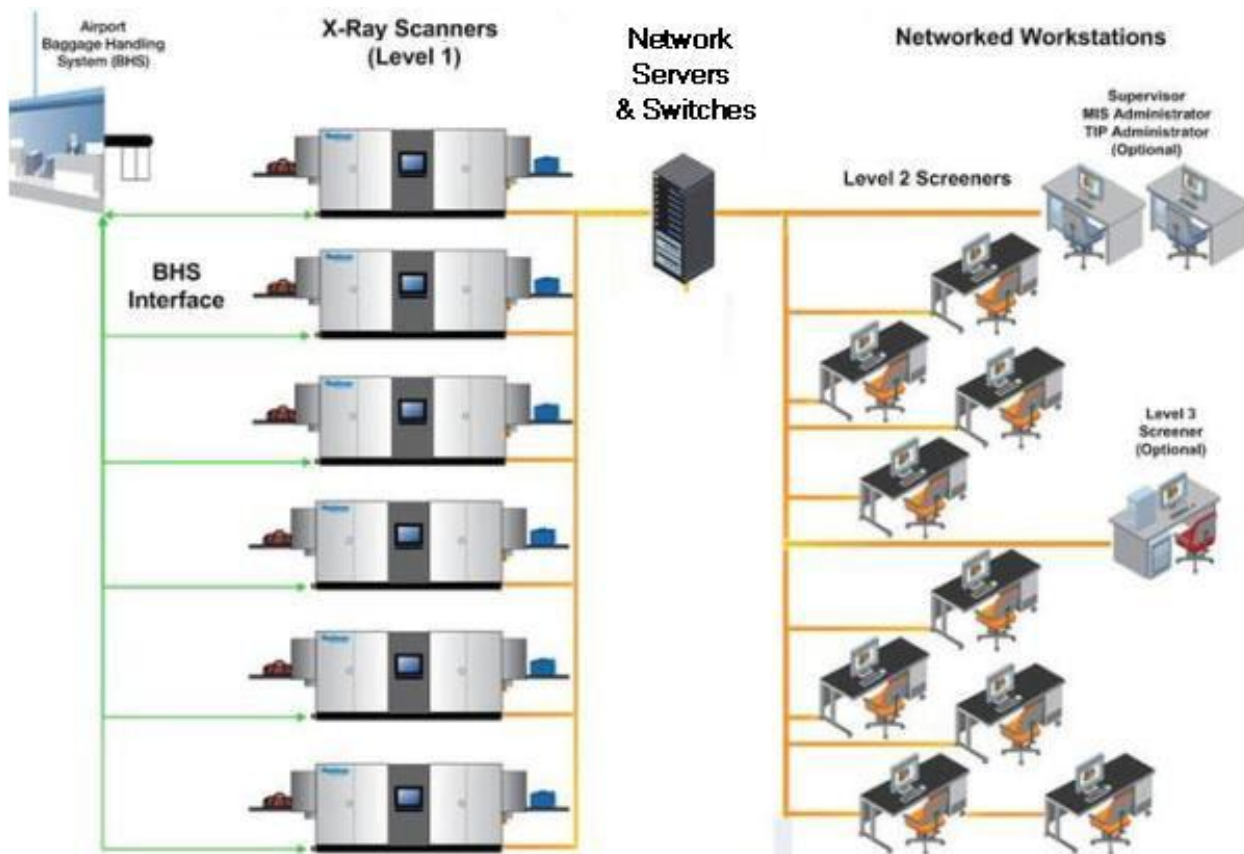 Airport
Baggage Handling
System (BHS)
X-Ray Scanners
(Level 1)
Network
Servers
& Switches
Networked Workstations
Supervisor
MIS Administrator
TIP Administrator
(Optional)
Level 2 Screeners
BHS
Interface
Level 3
Screener
(Optional)